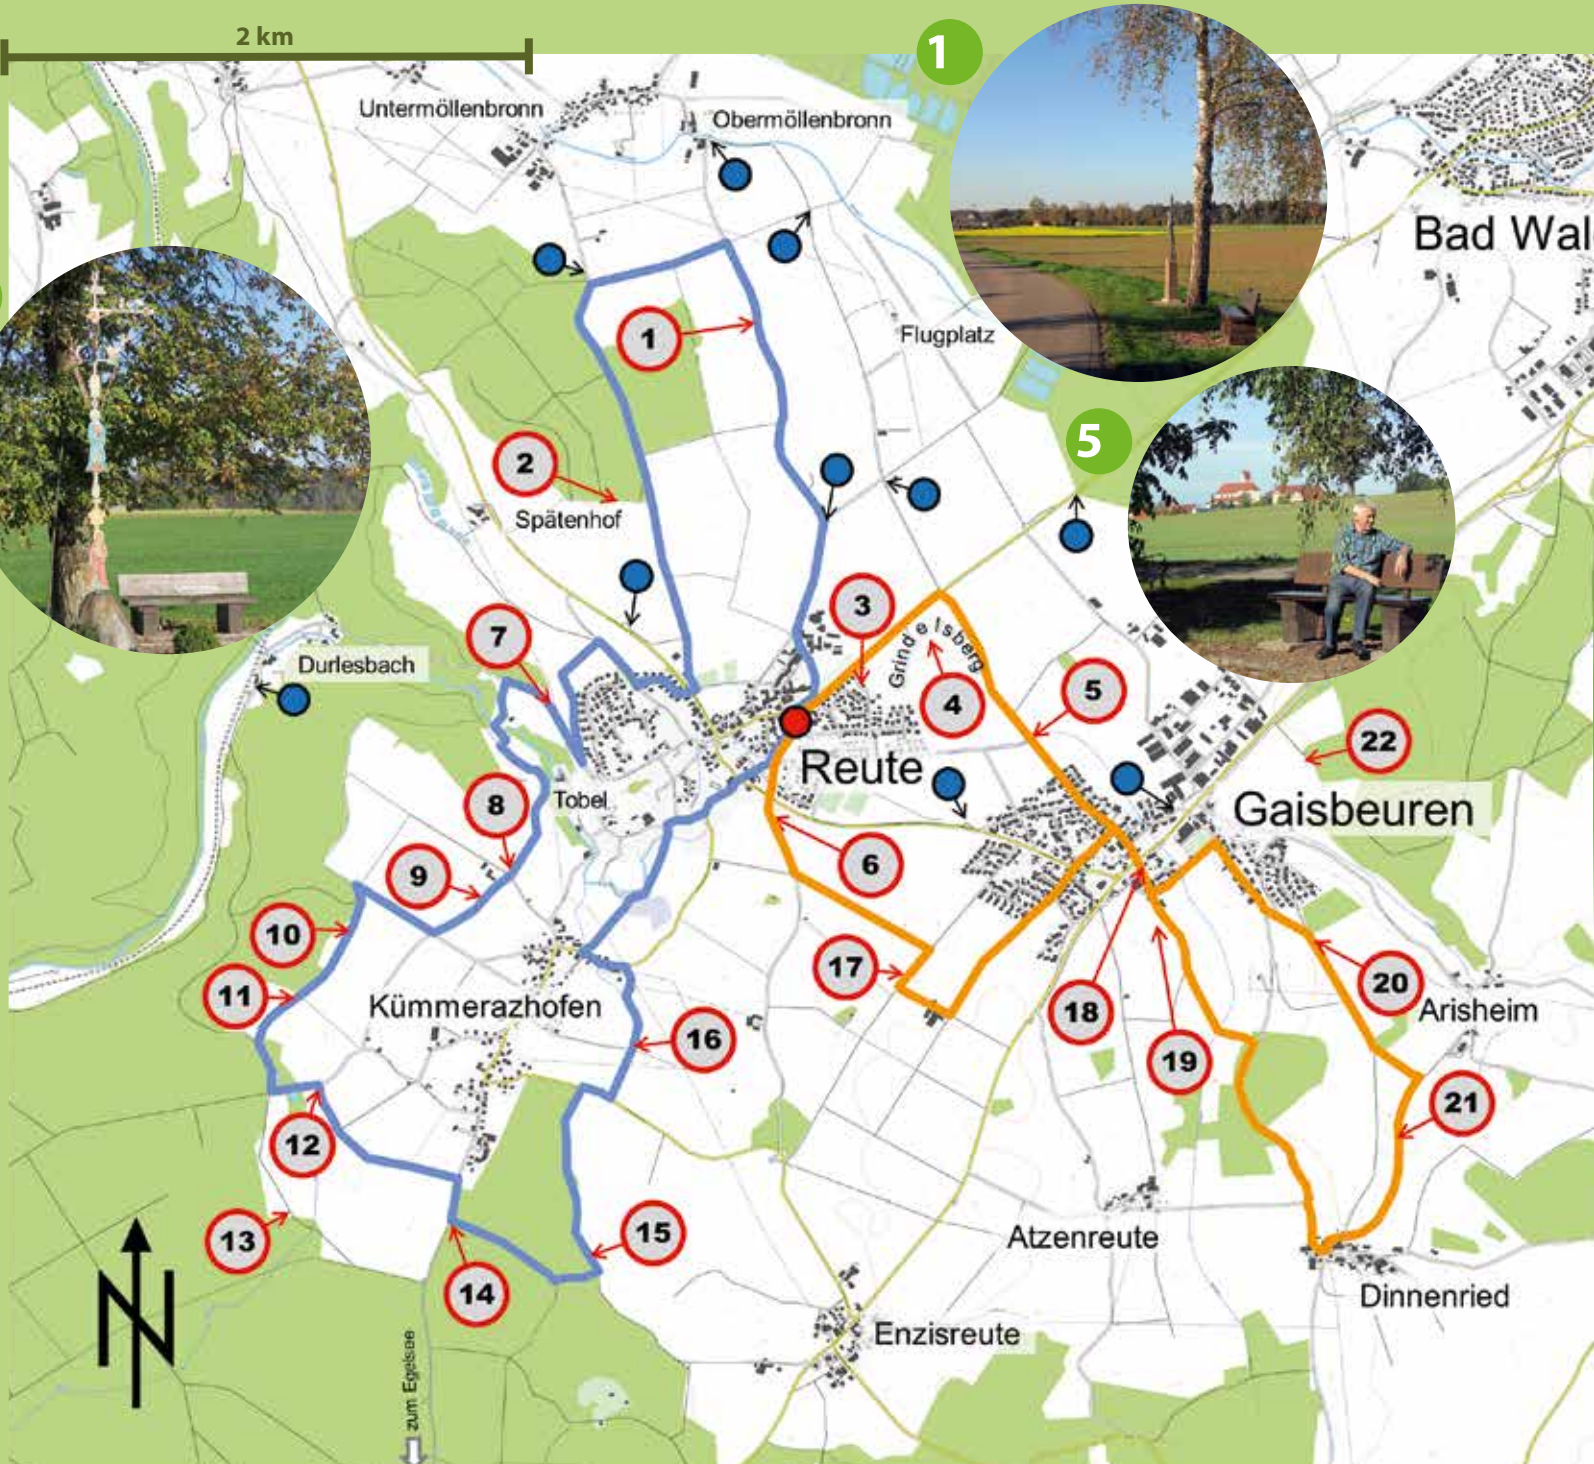 2 km
1
Untermöllenbronn
Obermöllenbronn
Bad Wal
1
Flugplatz
5
2
Spätenhof
3
7
Grindelsberg
Durlesbach
4
5
22
Reute
8
Tobel
Gaisbeuren
9
6
10
17
20
11
Kümmerazhofen
18
Arisheim
16
19
12
21
13
15
Atzenreute
14
Dinnenried
N
Enzisreute
zum Egelsee